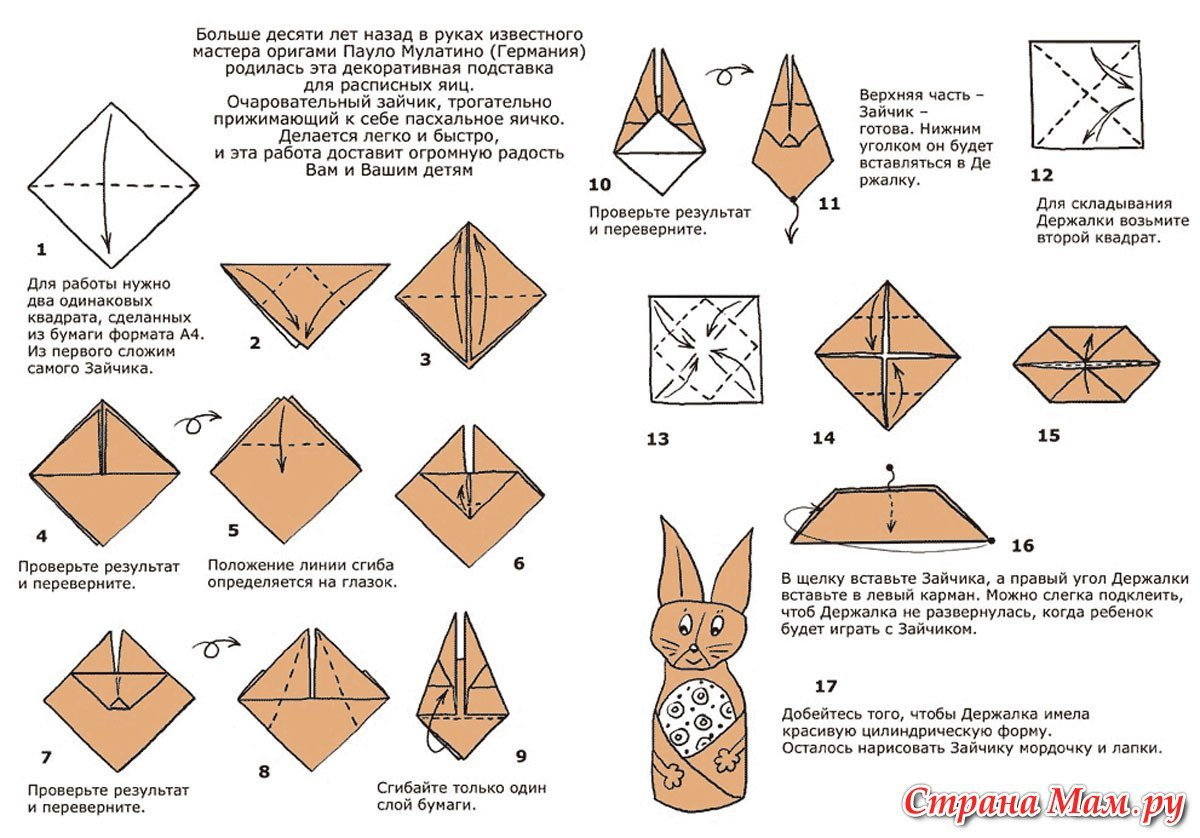 Больше десяти лет назад в руках известного
мастера оригами Пауло Мулатино (Германия)
родилась эта декоративная подставка
для расписных яиц.
Очаровательный зайчик, трогательно
прижимающий к себе пасхальное яичко.
Делается легко и быстро,
и эта работа доставит огромную радость
Вам и Вашим детям
1
Для работы нужно
два одинаковых
квадрата, сделанных
из бумаги формата А4.
Из первого сложим
самого Зайчика.
2
3
4
Проверьте результат
и переверните.
5
Положение линии сгиба
определяется на глазок.
6
7
Проверьте результат
и переверните.
8
9
Сгибайте только один
слой бумаги.
10
Проверьте результат
и переверните.
11
Верхняя часть –
Зайчик –
готова. Нижним
уголком он будет
вставляться в Де
ржалку.
12
Для складывания
Держалки возьмите
второй квадрат.
13
14
15
16
В щелку вставьте Зайчика, а правый угол Держалки
вставьте в левый карман. Можно слегка подклеить,
чтоб Держалка не развернулась, когда ребенок
будет играть с Зайчиком.
17
Добейтесь того, чтобы Держалка имела
красивую цилиндрическую форму.
Осталось нарисовать Зайчику мордочку и лапки.
Страна Мам.ру